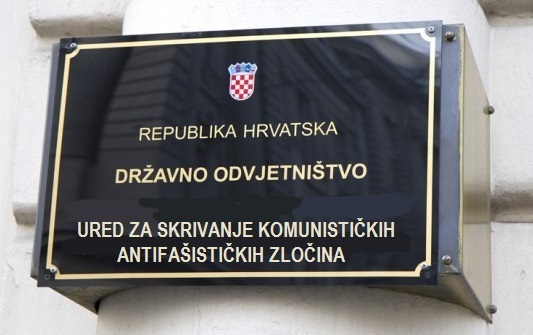 REPUBLIKA HRVATSKA
DRŽAVNO ODVJETNIŠTVO
URED ZA SKRIVANJE KOMUNISTIČKIH
ANTIFAŠISTIČKIH ZLOČINA